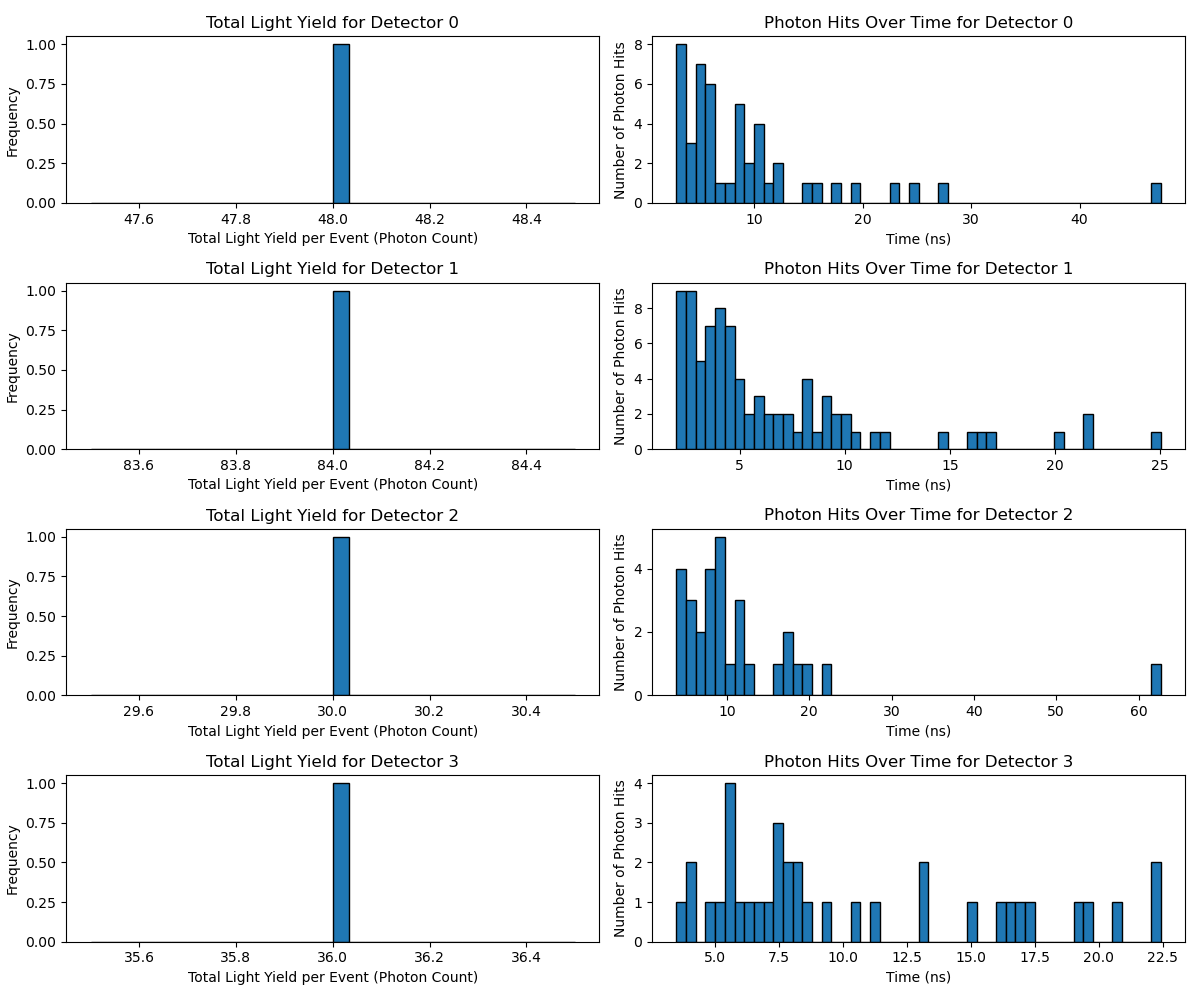 Total Light Yield for Detector 0
1.00
0.75
0.50
0.25
0.00
Frequency
47.6 47.8 48.0 48.2 48.4
Total Light Yield per Event (Photon Count)
Photon Hits Over Time for Detector 0
8
6
4
2
0
Number of Photon Hits
10 20 30 40
Time (ns)
Total Light Yield for Detector 1
1.00
0.75
0.50
0.25
0.00
Frequency
83.6 83.8 84.0 84.2 84.4
Total Light Yield per Event (Photon Count)
Photon Hits Over Time for Detector 1
8
6
4
2
0
Number of Photon Hits
5 10 15 20 25
Time (ns)
Total Light Yield for Detector 2
1.00
0.75
0.50
0.25
0.00
Frequency
29.6 29.8 30.0 30.2 30.4
Total Light Yield per Event (Photon Count)
Photon Hits Over Time for Detector 2
4
2
0
Number of Photon Hits
10 20 30 40 50 60
Time (ns)
Total Light Yield for Detector 3
1.00
0.75
0.50
0.25
0.00
Frequency
35.6 35.8 36.0 36.2 36.4
Total Light Yield per Event (Photon Count)
Photon Hits Over Time for Detector 3
4
3
2
1
0
Number of Photon Hits
5.0 7.5 10.0 12.5 15.0 17.5 20.0 22.5
Time (ns)